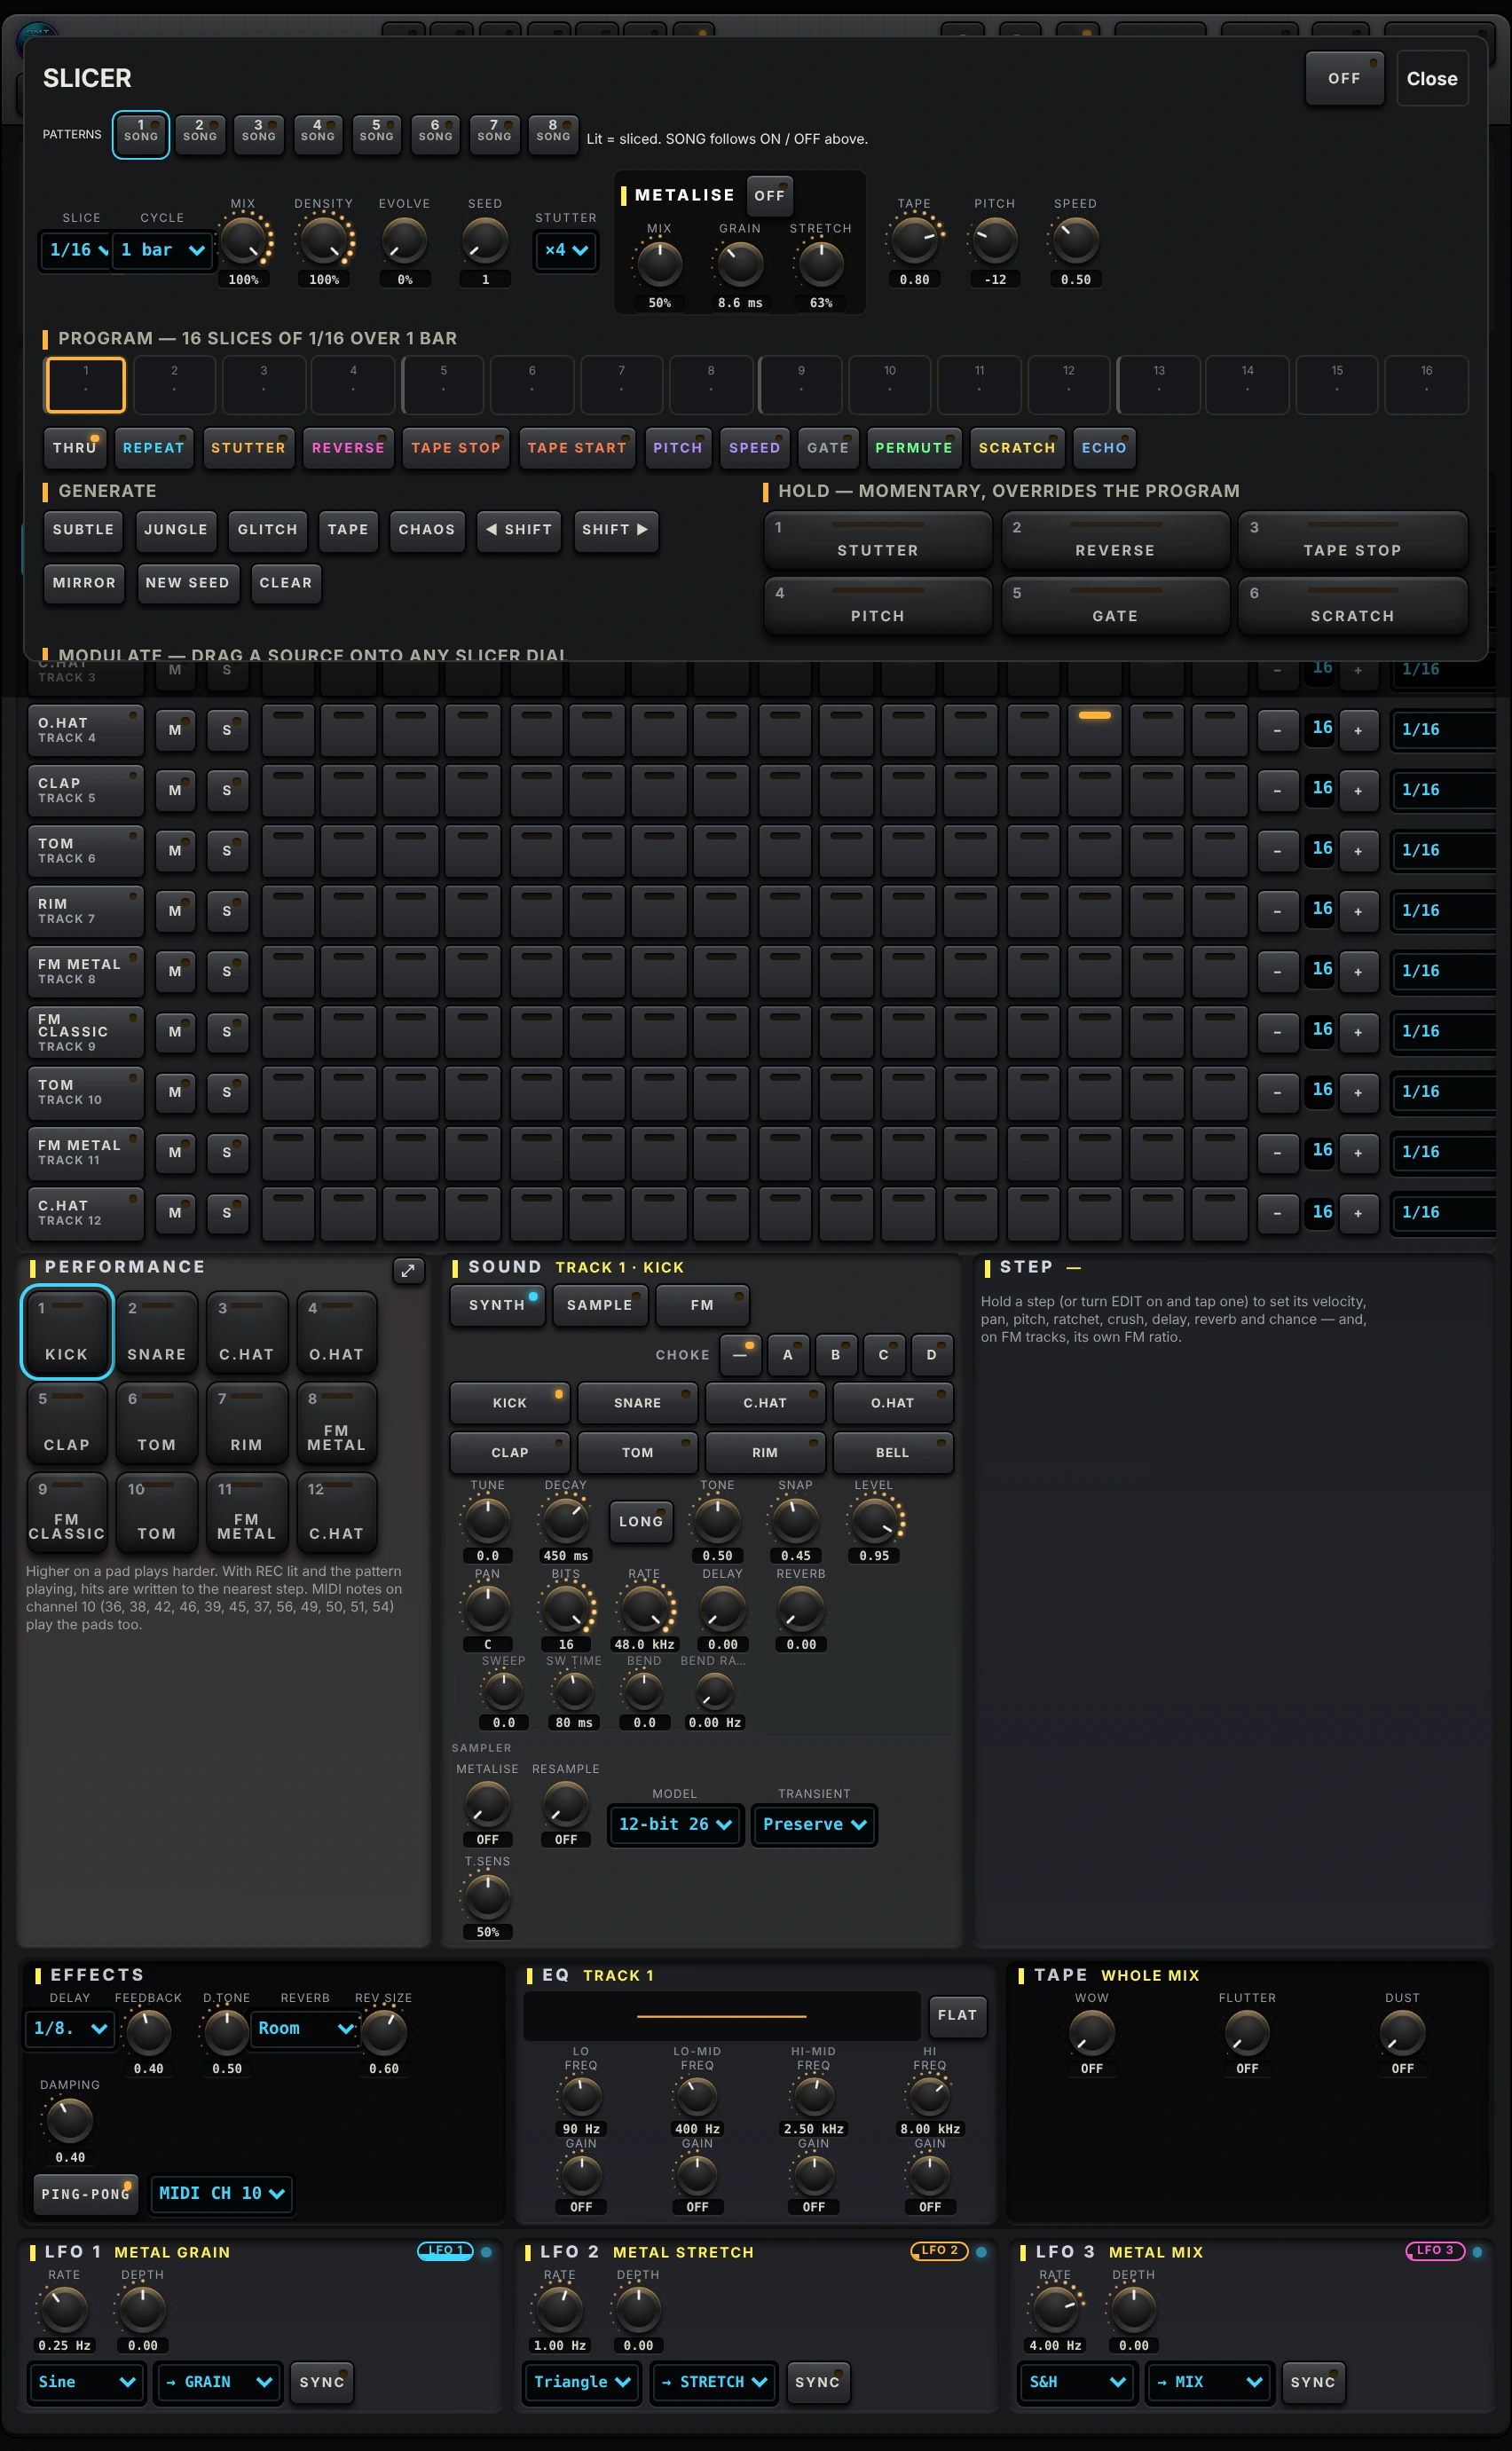 SLICER
OFF
Close
PATTERNS 1 SONG 2 SONG 3 SONG 4 SONG 5 SONG 6 SONG 7 SONG 8 SONG Lit = sliced. SONG follows ON / OFF above.
SLICE CYCLE MIX DENSITY EVOLVE SEED STUTTER
1/16 1 bar ×4
100% 100% 0% 1
METALISE OFF
MIX GRAIN STRETCH
50% 8.6 ms 63%
TAPE PITCH SPEED
0.80 -12 0.50
PROGRAM — 16 SLICES OF 1/16 OVER 1 BAR
1 2 3 4 5 6 7 8 9 10 11 12 13 14 15 16
THRU REPEAT STUTTER REVERSE TAPE STOP TAPE START PITCH SPEED GATE PERMUTE SCRATCH ECHO
GENERATE
SUBTLE JUNGLE GLITCH TAPE CHAOS ◀ SHIFT SHIFT ▶
MIRROR NEW SEED CLEAR
HOLD — MOMENTARY, OVERRIDES THE PROGRAM
1 STUTTER 2 REVERSE 3 TAPE STOP
4 PITCH 5 GATE 6 SCRATCH
MODULATE — DRAG A SOURCE ONTO ANY SLICER DIAL
C.HAT TRACK 3 M S – 16 + 1/16
O.HAT TRACK 4 M S – 16 + 1/16
CLAP TRACK 5 M S – 16 + 1/16
TOM TRACK 6 M S – 16 + 1/16
RIM TRACK 7 M S – 16 + 1/16
FM METAL TRACK 8 M S – 16 + 1/16
FM CLASSIC TRACK 9 M S – 16 + 1/16
TOM TRACK 10 M S – 16 + 1/16
FM METAL TRACK 11 M S – 16 + 1/16
C.HAT TRACK 12 M S – 16 + 1/16
PERFORMANCE
1 KICK 2 SNARE 3 C.HAT 4 O.HAT
5 CLAP 6 TOM 7 RIM 8 FM METAL
9 FM CLASSIC 10 TOM 11 FM METAL 12 C.HAT
Higher on a pad plays harder. With REC lit and the pattern
playing, hits are written to the nearest step. MIDI notes on
channel 10 (36, 38, 42, 46, 39, 45, 37, 56, 49, 50, 51, 54)
play the pads too.
SOUND TRACK 1 · KICK
SYNTH SAMPLE FM
CHOKE — A B C D
KICK SNARE C.HAT O.HAT
CLAP TOM RIM BELL
TUNE DECAY LONG TONE SNAP LEVEL
0.0 450 ms 0.50 0.45 0.95
PAN BITS RATE DELAY REVERB
C 16 48.0 kHz 0.00 0.00
SWEEP SW TIME BEND BEND RA...
0.0 80 ms 0.0 0.00 Hz
SAMPLER
METALISE RESAMPLE MODEL TRANSIENT
12-bit 26 Preserve
OFF OFF
T.SENS
50%
STEP —
Hold a step (or turn EDIT on and tap one) to set its velocity,
pan, pitch, ratchet, crush, delay, reverb and chance — and,
on FM tracks, its own FM ratio.
EFFECTS
DELAY FEEDBACK D.TONE REVERB REV SIZE
1/8. Room
0.40 0.50 0.60
DAMPING
0.40
PING-PONG MIDI CH 10
EQ TRACK 1
FLAT
LO FREQ LO-MID FREQ HI-MID FREQ HI FREQ
90 Hz 400 Hz 2.50 kHz 8.00 kHz
GAIN GAIN GAIN GAIN
OFF OFF OFF OFF
TAPE WHOLE MIX
WOW FLUTTER DUST
OFF OFF OFF
LFO 1 METAL GRAIN LFO 1
RATE DEPTH
0.25 Hz 0.00
Sine → GRAIN SYNC
LFO 2 METAL STRETCH LFO 2
RATE DEPTH
1.00 Hz 0.00
Triangle → STRETCH SYNC
LFO 3 METAL MIX LFO 3
RATE DEPTH
4.00 Hz 0.00
S&H → MIX SYNC